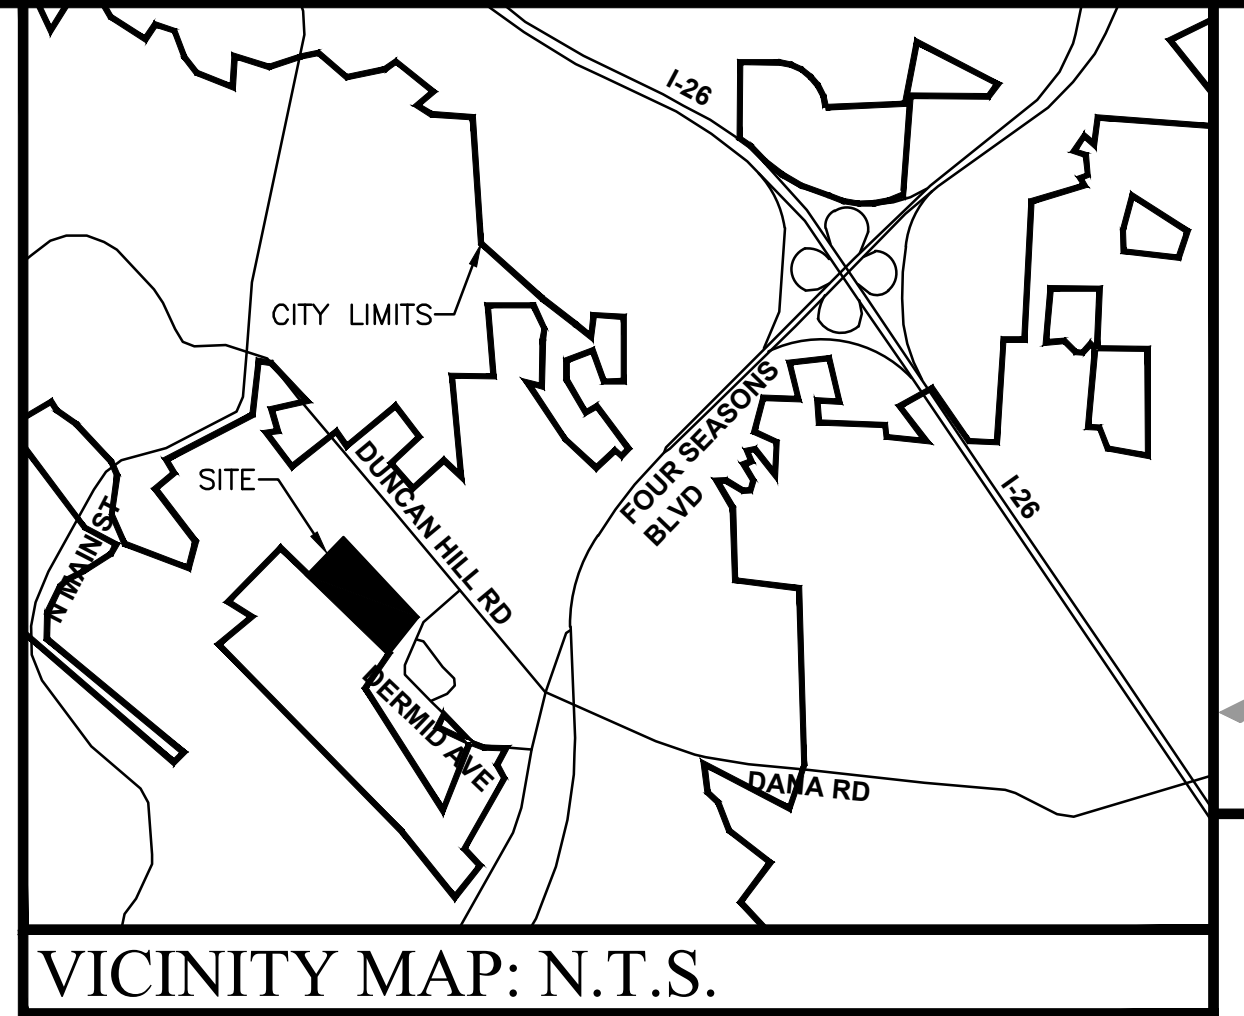 I-26
CITY LIMITS
FOUR SEASONS
BLVD
SITE
DUNCAN HILL RD
I-26
N MAIN ST
DERMID AVE
DANA RD
VICINITY MAP: N.T.S.